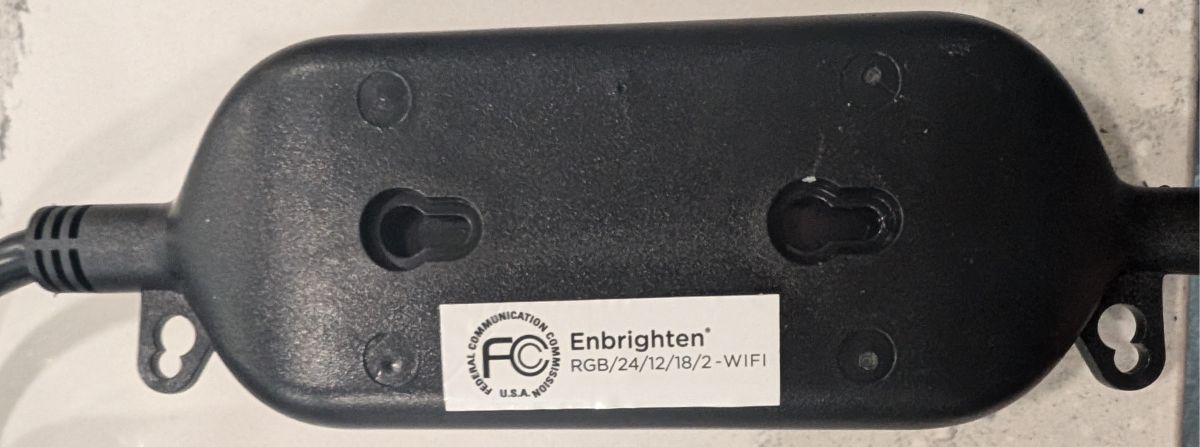 FEDERAL COMMUNICATION COMMISSION
U.S.A.
FC
Enbrighten®
RGB/24/12/18/2-WIFI